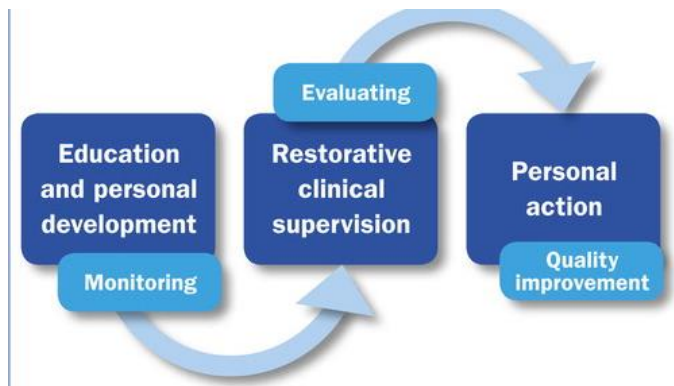 Education
and personal
development
Monitoring
Evaluating
Restorative
clinical
supervision
Personal
action
Quality
improvement